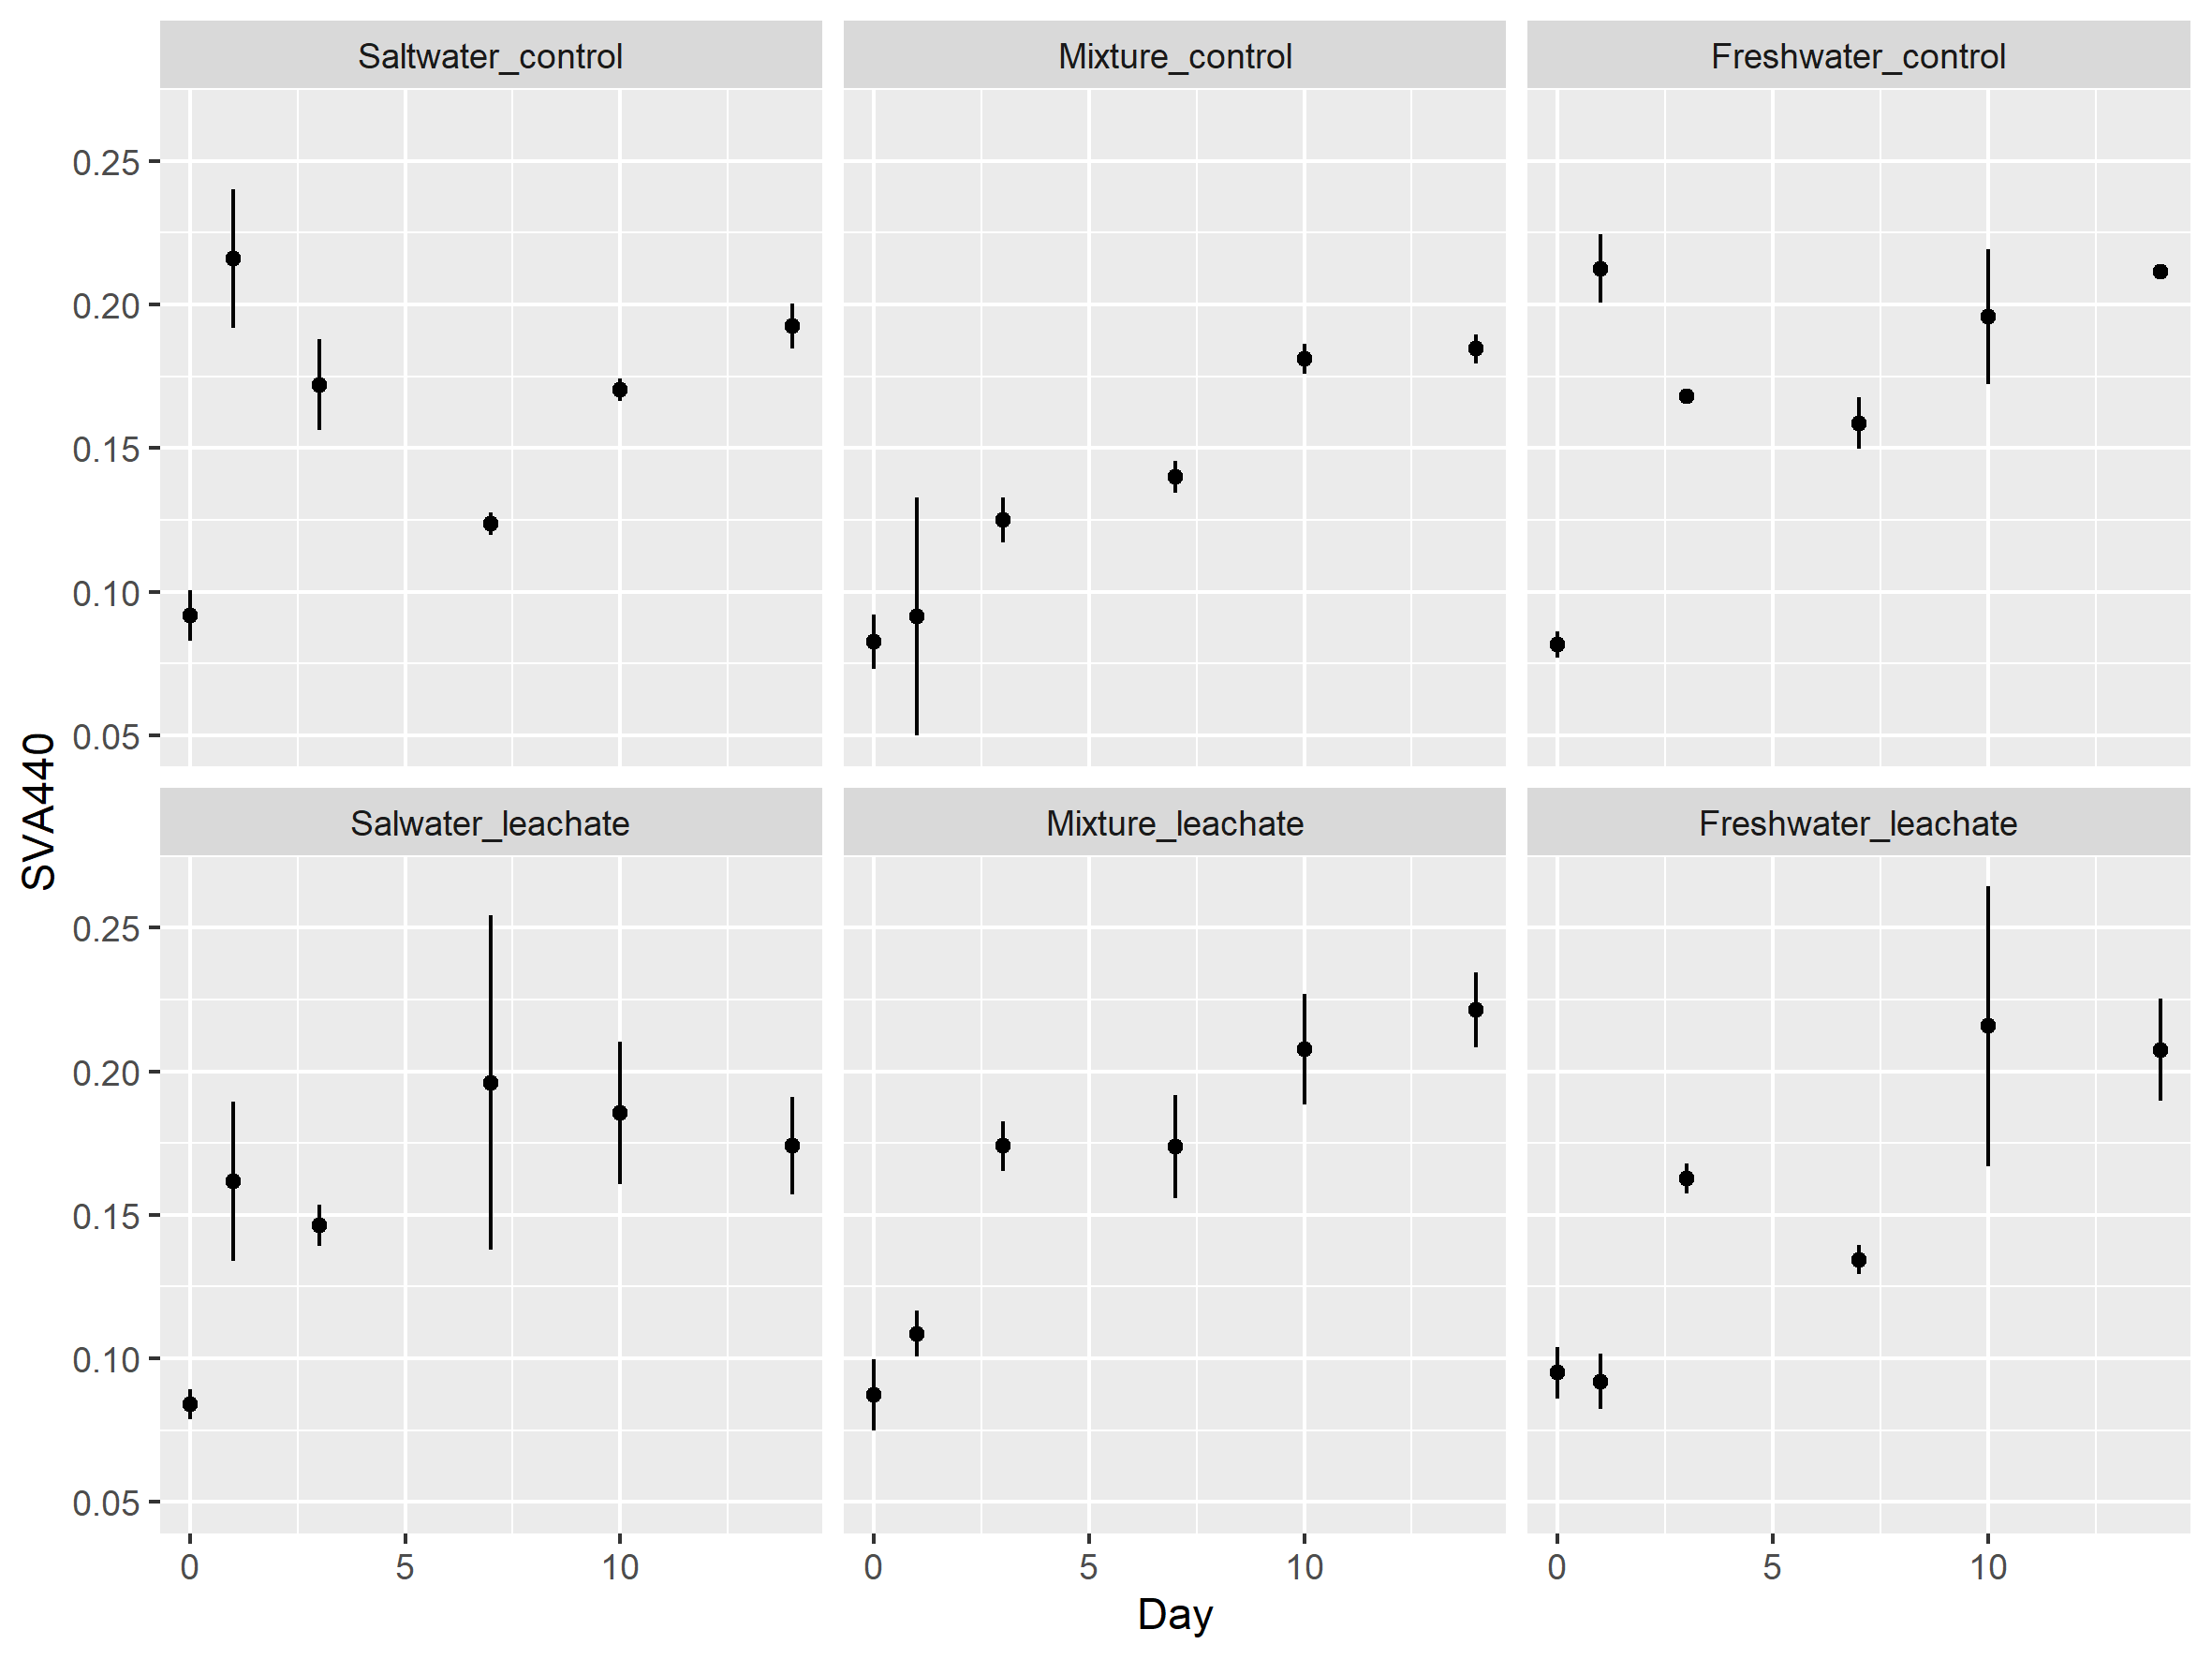 Saltwater_control Mixture_control Freshwater_control
0.25
0.20
0.15
0.10
0.05
SVA440
Salwater_leachate Mixture_leachate Freshwater_leachate
0.25
0.20
0.15
0.10
0.05
0 5 10 0 5 10 0 5 10
Day